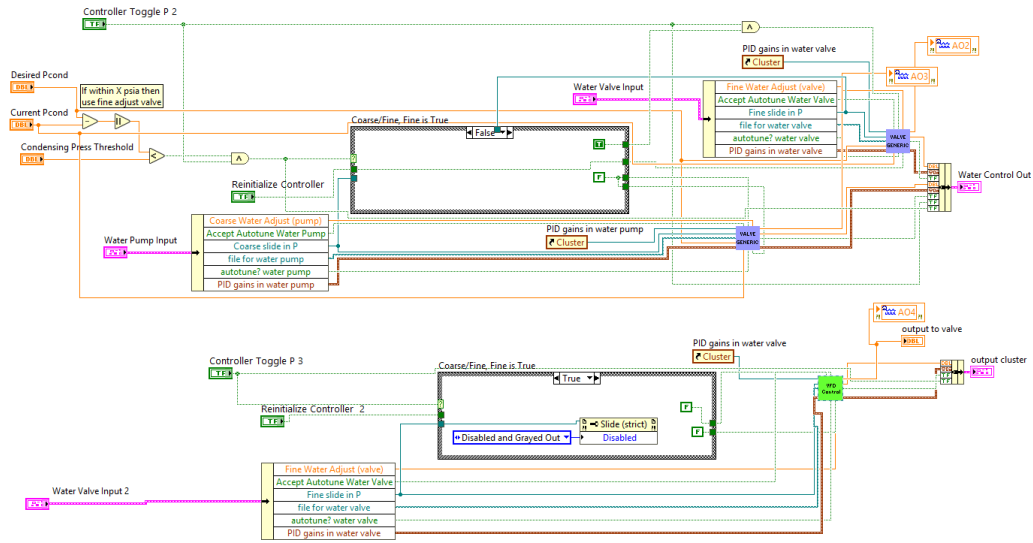 Controller Toggle P 2
TF
Desired Pcond
DBL
If within X psia then
use fine adjust valve
Current Pcond
DBL
Condensing Press Threshold
DBL
Reinitialize Controller
TF
Coarse/Fine, Fine is True
False
T
F
PID gains in water valve
Cluster
AO2
AO3
Water Valve Input
Fine Water Adjust (valve)
Accept Autotune Water Valve
Fine slide in P
file for water valve
autotune? water valve
PID gains in water valve
VALVE
GENERIC
Water Control Out
Water Pump Input
Coarse Water Adjust (pump)
Accept Autotune Water Pump
Coarse slide in P
file for water pump
autotune? water pump
PID gains in water pump
PID gains in water pump
Cluster
VALVE
GENERIC
AO4
output to valve
DBL
output cluster
Controller Toggle P 3
TF
Reinitialize Controller 2
TF
Coarse/Fine, Fine is True
True
Slide (strict)
Disabled and Grayed Out
Disabled
F
F
PID gains in water valve
Cluster
VFD
Control
Water Valve Input 2
Fine Water Adjust (valve)
Accept Autotune Water Valve
Fine slide in P
file for water valve
autotune? water valve
PID gains in water valve